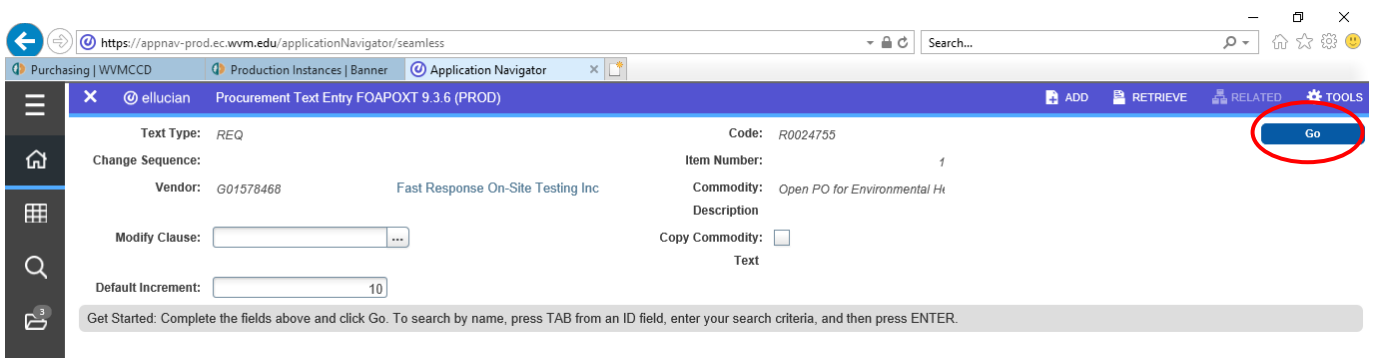 https://appnav-prod.ec.wvm.edu/applicationNavigator/seamless
Search...
Purchasing | WVMCCD
Production Instances | Banner
Application Navigator
ellucian
Procurement Text Entry FOAPOXT 9.3.6 (PROD)
ADD
RETRIEVE
RELATED
TOOLS
Text Type: REQ
Code: R0024755
Go
Change Sequence:
Item Number: 1
Vendor: G01578468 Fast Response On-Site Testing Inc
Commodity: Open PO for Environmental He
Description
Modify Clause: ...
Copy Commodity:
Text
Default Increment: 10
3
Get Started: Complete the fields above and click Go. To search by name, press TAB from an ID field, enter your search criteria, and then press ENTER.